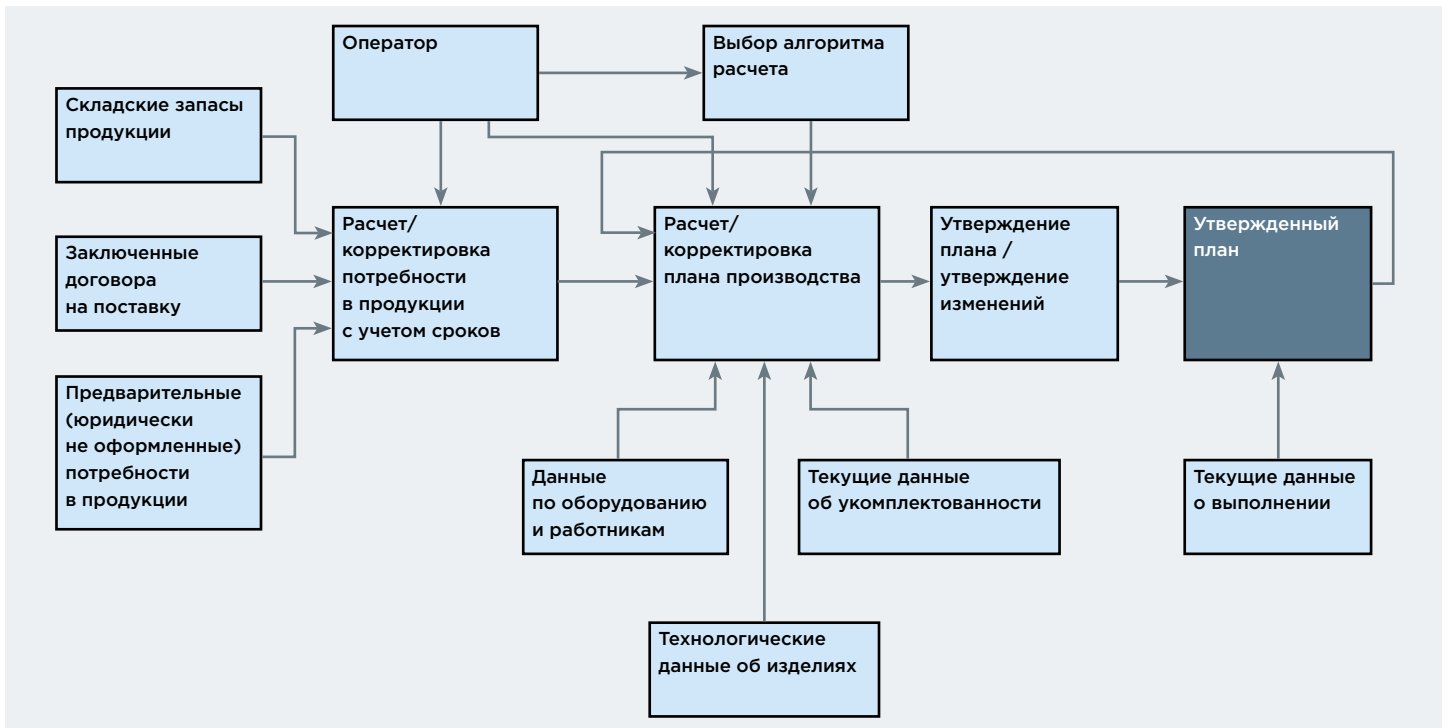 Оператор
Выбор алгоритма
расчета
Складские запасы
продукции
Заключенные
договора
на поставку
Предварительные
(юридически
не оформленные)
потребности
в продукции
Расчет/
корректировка
потребности
в продукции
с учетом сроков
Расчет/
корректировка
плана производства
Утверждение
плана /
утверждение
изменений
Утвержденный
план
Данные
по оборудованию
и работникам
Текущие данные
об укомплектованности
Текущие данные
о выполнении
Технологические
данные об изделиях